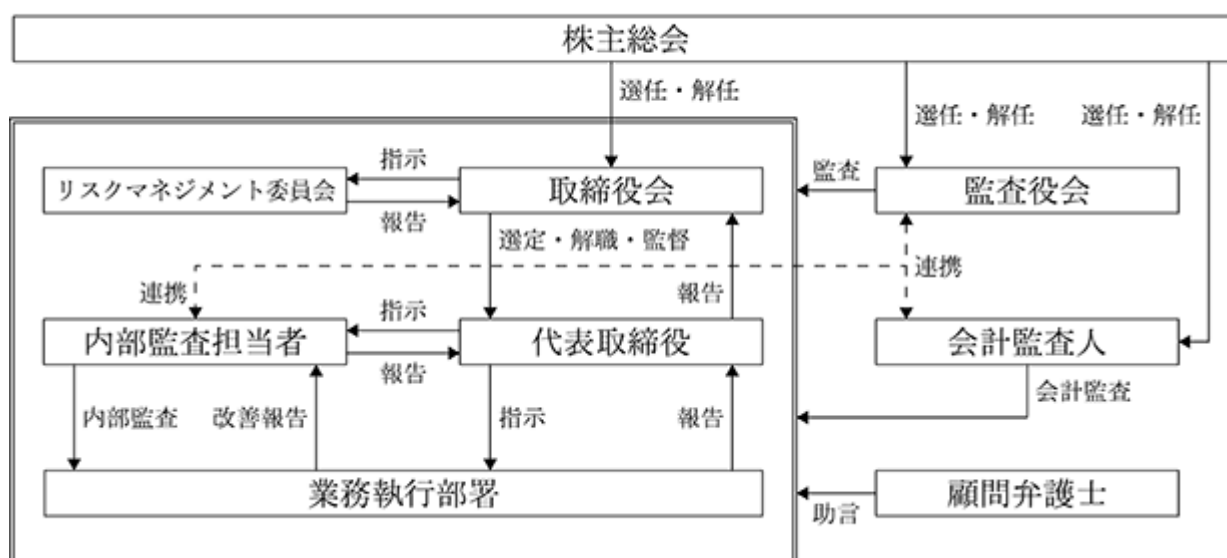 株主総会
選任・解任
選任・解任
選任・解任
指示
リスクマネジメント委員会
取締役会
監査
監査役会
報告
選定・解職・監督
連携
連携
報告
指示
内部監査担当者
代表取締役
会計監査人
報告
会計監査
内部監査
改善報告
指示
報告
業務執行部署
顧問弁護士
助言